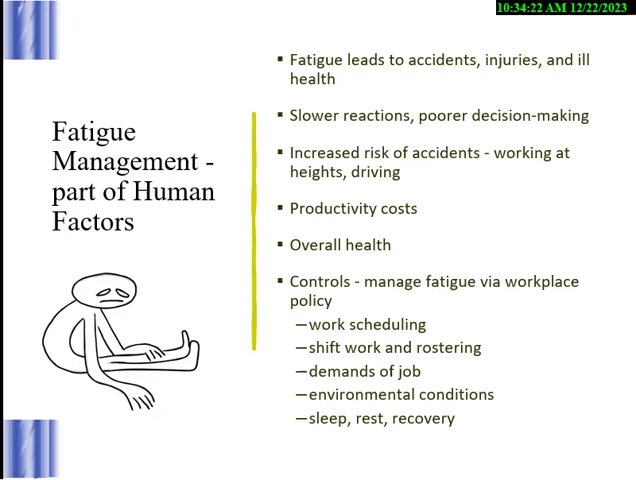 10:34:22 AM 12/22/2023
Fatigue
Management -
part of Human
Factors
▪ Fatigue leads to accidents, injuries, and ill
health
▪ Slower reactions, poorer decision-making
▪ Increased risk of accidents - working at
heights, driving
▪ Productivity costs
▪ Overall health
▪ Controls - manage fatigue via workplace
policy
—work scheduling
—shift work and rostering
—demands of job
—environmental conditions
—sleep, rest, recovery